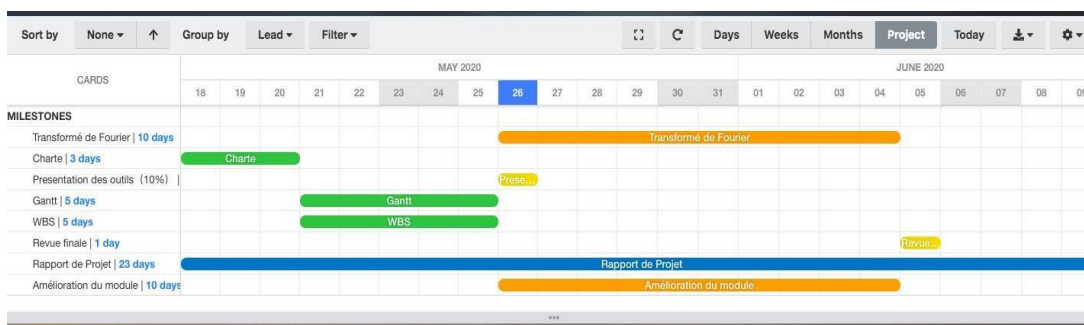 Sort by None Group by Lead Filter Days Weeks Months Project Today
CARDS MAY 2020 JUNE 2020
18 19 20 21 22 23 24 25 26 27 28 29 30 31 01 02 03 04 05 06 07 08 09
MILESTONES
Transformé de Fourier | 10 days Transformé de Fourier
Charte | 3 days Charte
Presentation des outils (10%) | Prese...
Gantt | 5 days Gantt
WBS | 5 days WBS
Revue finale | 1 day Revue...
Rapport de Projet | 23 days Rapport de Projet
Amélioration du module | 10 days Amélioration du module